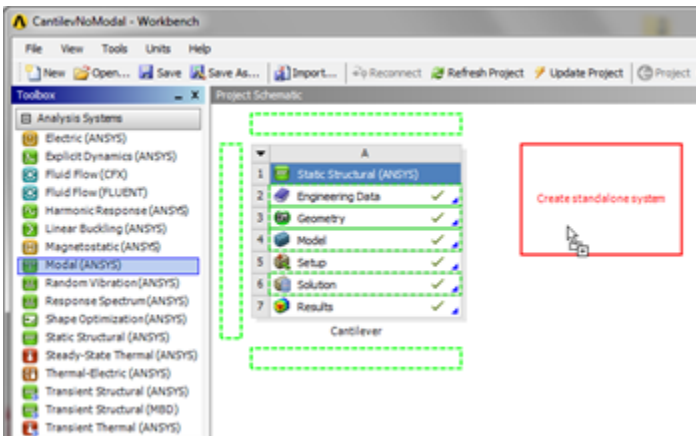 CantilevNoModal - Workbench
File View Tools Units Help
New Open... Save Save As... Import... Reconnect Refresh Project Update Project Project
Toolbox
Project Schematic
Analysis Systems
Electric (ANSYS)
Explicit Dynamics (ANSYS)
Fluid Flow (CFX)
Fluid Flow (FLUENT)
Harmonic Response (ANSYS)
Linear Buckling (ANSYS)
Magnetostatic (ANSYS)
Modal (ANSYS)
Random Vibration (ANSYS)
Response Spectrum (ANSYS)
Shape Optimization (ANSYS)
Static Structural (ANSYS)
Steady-State Thermal (ANSYS)
Thermal-Electric (ANSYS)
Transient Structural (ANSYS)
Transient Structural (MBD)
Transient Thermal (ANSYS)
A
1 Static Structural (ANSYS)
2 Engineering Data
3 Geometry
4 Model
5 Setup
6 Solution
7 Results
Cantilever
Create standalone system